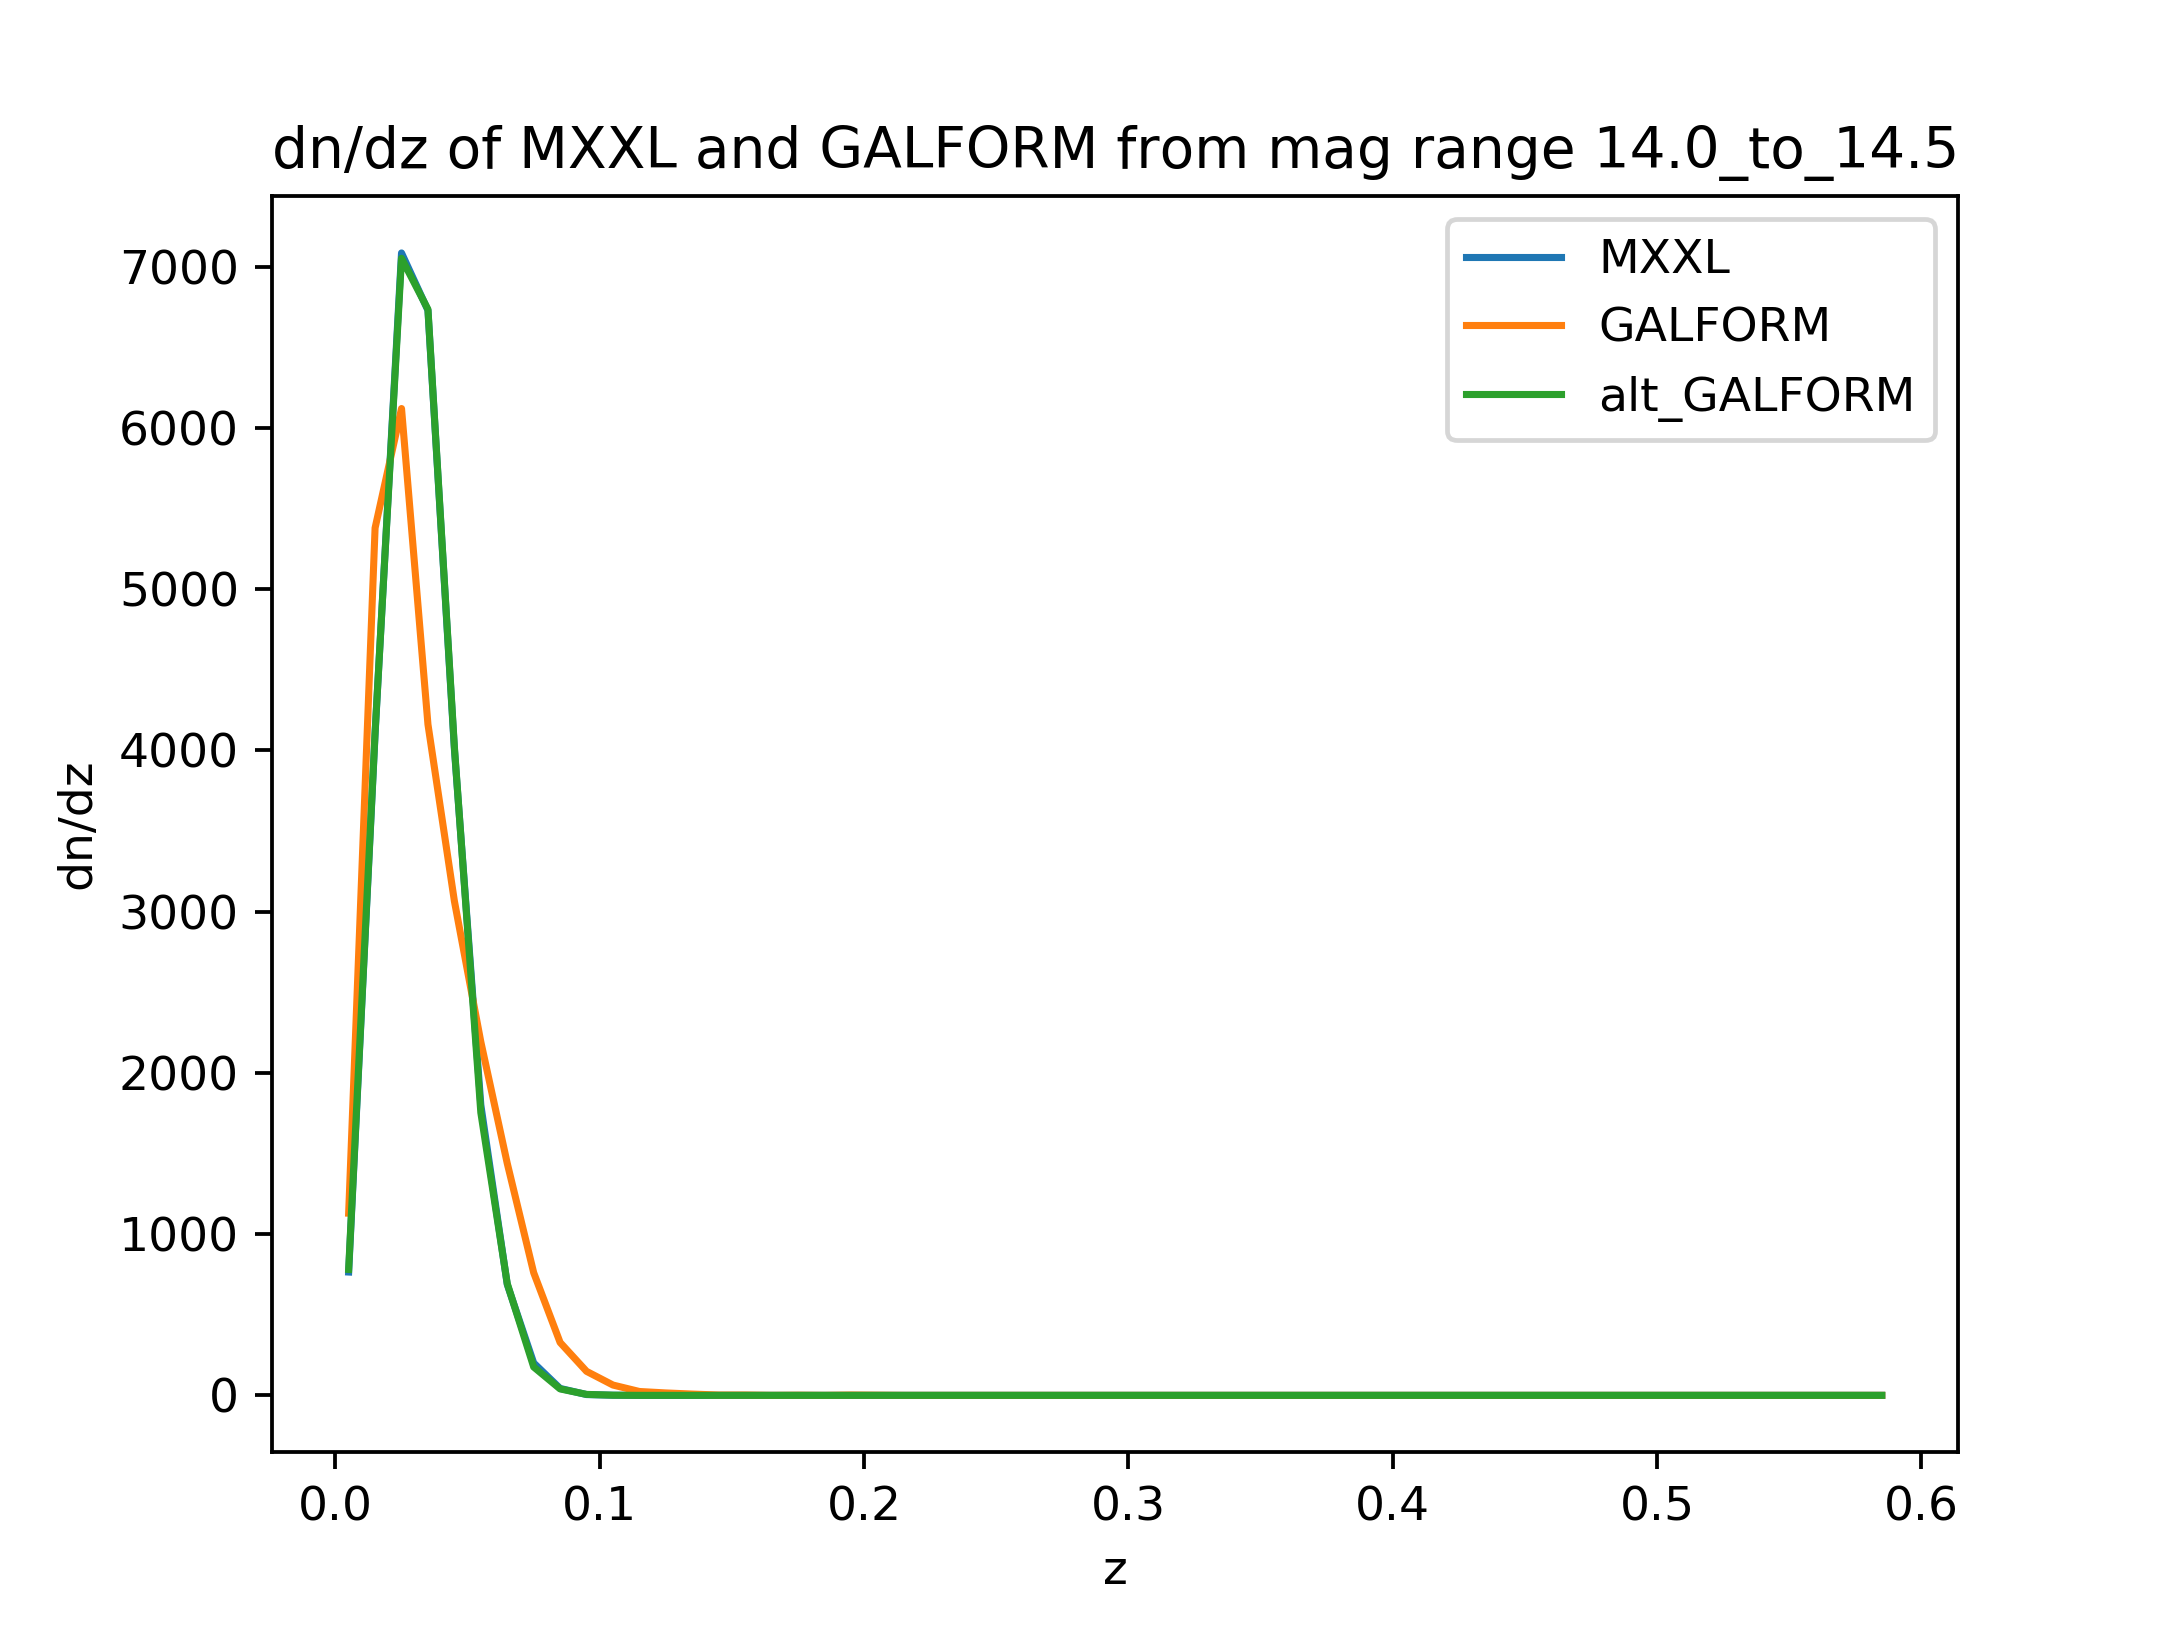 dn/dz of MXXL and GALFORM from mag range 14.0_to_14.5
MXXL
GALFORM
alt_GALFORM
7000
6000
5000
4000
3000
2000
1000
0
dn/dz
0.0 0.1 0.2 0.3 0.4 0.5 0.6
z